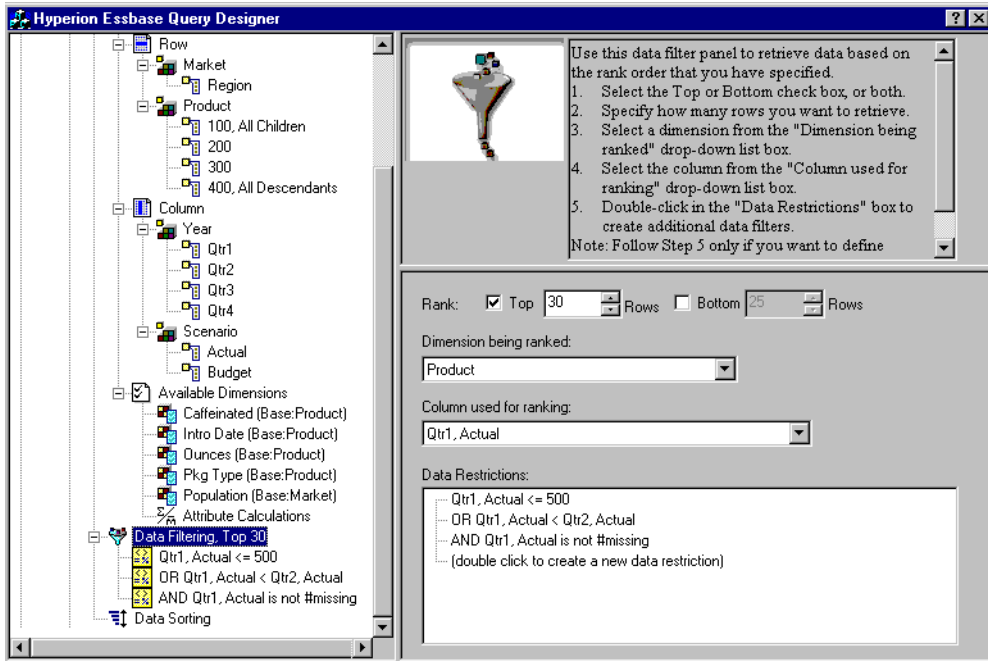 Hyperion Essbase Query Designer
Row
Market
Region
Product
100, All Children
200
300
400, All Descendants
Column
Year
Qtr1
Qtr2
Qtr3
Qtr4
Scenario
Actual
Budget
Available Dimensions
Caffeinated (Base:Product)
Intro Date (Base:Product)
Ounces (Base:Product)
Pkg Type (Base:Product)
Population (Base:Market)
Attribute Calculations
Data Filtering, Top 30
Qtr1, Actual <= 500
OR Qtr1, Actual < Qtr2, Actual
AND Qtr1, Actual is not #missing
Data Sorting
Use this data filter panel to retrieve data based on
the rank order that you have specified.
1. Select the Top or Bottom check box, or both.
2. Specify how many rows you want to retrieve.
3. Select a dimension from the "Dimension being
ranked" drop-down list box.
4. Select the column from the "Column used for
ranking" drop-down list box.
5. Double-click in the "Data Restrictions" box to
create additional data filters.
Note: Follow Step 5 only if you want to define
Rank: Top 30 Rows Bottom 25 Rows
Dimension being ranked:
Product
Column used for ranking:
Qtr1, Actual
Data Restrictions:
Qtr1, Actual <= 500
OR Qtr1, Actual < Qtr2, Actual
AND Qtr1, Actual is not #missing
(double click to create a new data restriction)